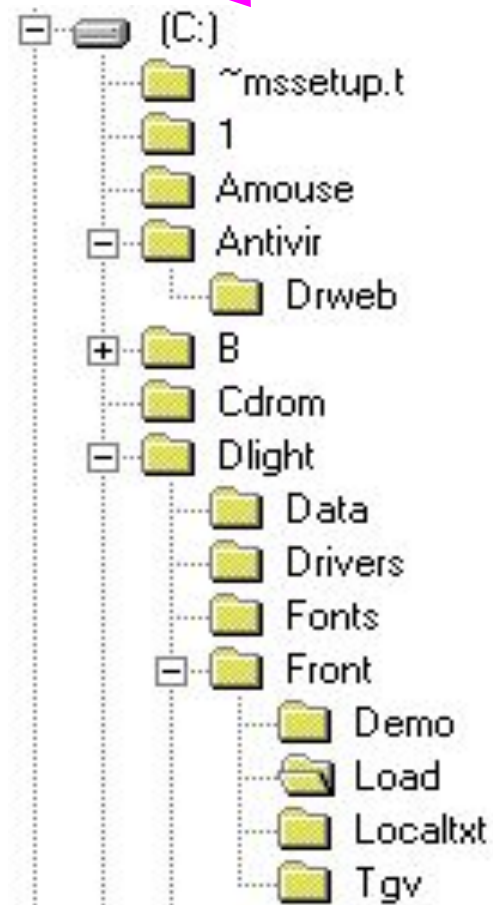 (C:)
~mssetup.t
1
Amouse
Antivir
Drweb
B
Cdrom
Dlight
Data
Drivers
Fonts
Front
Demo
Load
Localtxt
Tgv